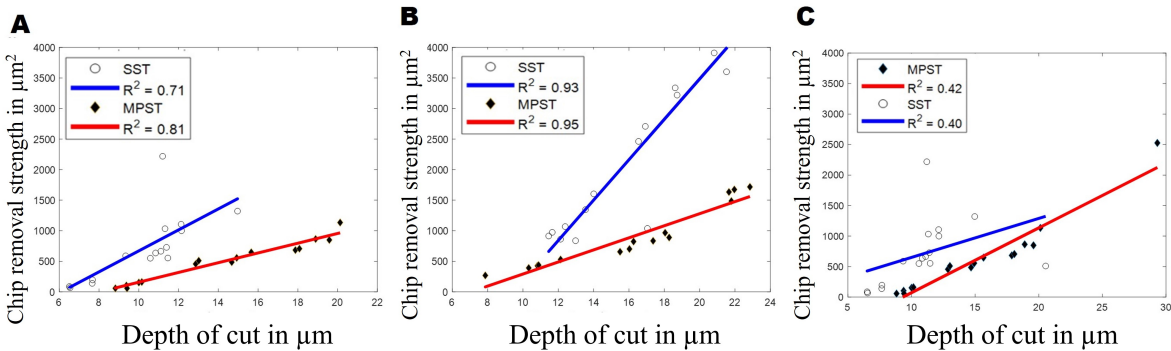 A
Chip removal strength in µm²
4000
3500
3000
2500
2000
1500
1000
500
0
SST
R² = 0.71
MPST
R² = 0.81
6 8 10 12 14 16 18 20 22
Depth of cut in µm
B
Chip removal strength in µm²
4000
3500
3000
2500
2000
1500
1000
500
0
SST
R² = 0.93
MPST
R² = 0.95
6 8 10 12 14 16 18 20 22 24
Depth of cut in µm
C
Chip removal strength in µm²
4000
3500
3000
2500
2000
1500
1000
500
0
MPST
R² = 0.42
SST
R² = 0.40
5 10 15 20 25 30
Depth of cut in µm